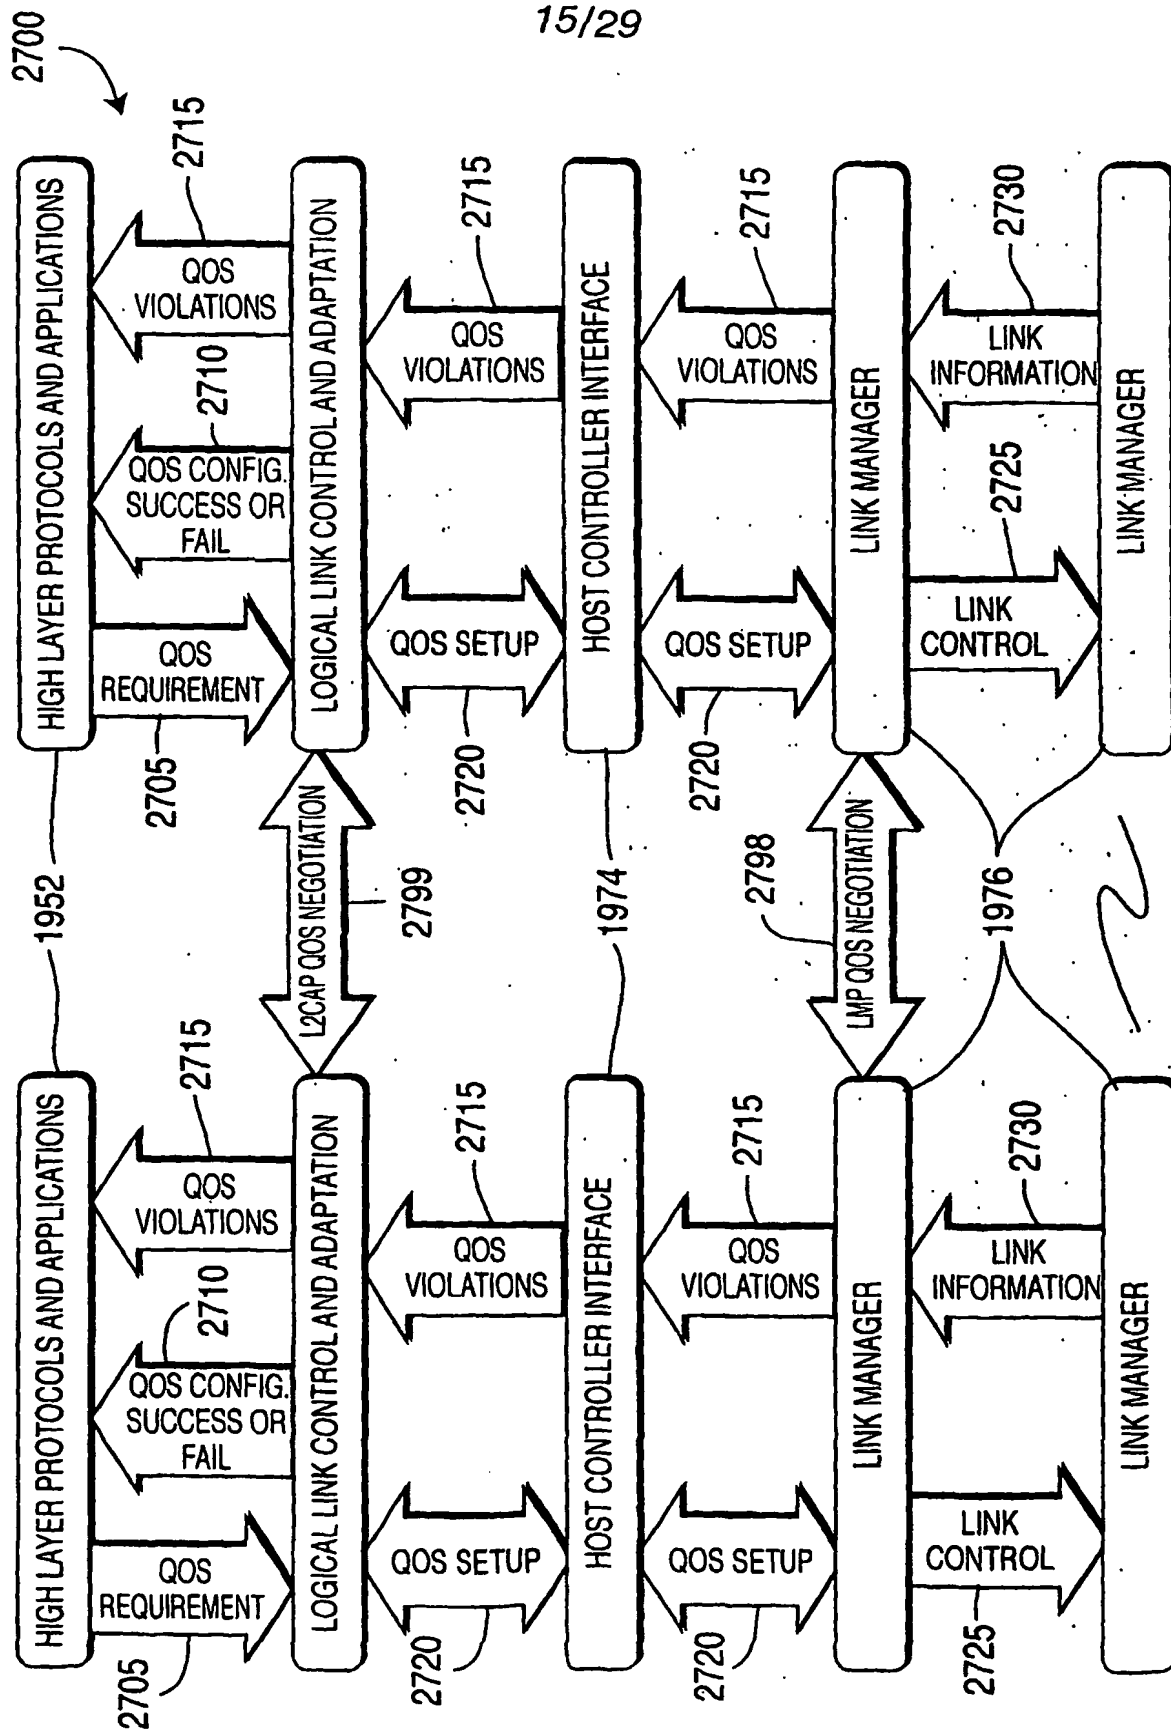 15/29
2700
HIGH LAYER PROTOCOLS AND APPLICATIONS
1952
HIGH LAYER PROTOCOLS AND APPLICATIONS
QOS
REQUIREMENT
2705
QOS CONFIG.
SUCCESS OR
FAIL
2710
QOS
VIOLATIONS
2715
QOS
REQUIREMENT
2705
QOS CONFIG.
SUCCESS OR
FAIL
2710
QOS
VIOLATIONS
2715
LOGICAL LINK CONTROL AND ADAPTATION
L2CAP QOS NEGOTIATION
2799
LOGICAL LINK CONTROL AND ADAPTATION
QOS SETUP
2720
QOS
VIOLATIONS
2715
QOS SETUP
2720
QOS
VIOLATIONS
2715
HOST CONTROLLER INTERFACE
1974
HOST CONTROLLER INTERFACE
QOS SETUP
2720
QOS
VIOLATIONS
2715
QOS SETUP
2720
QOS
VIOLATIONS
2715
LINK MANAGER
LMP QOS NEGOTIATION
2798
LINK MANAGER
LINK
CONTROL
2725
LINK
INFORMATION
2730
1976
LINK
CONTROL
2725
LINK
INFORMATION
2730
LINK MANAGER
LINK MANAGER